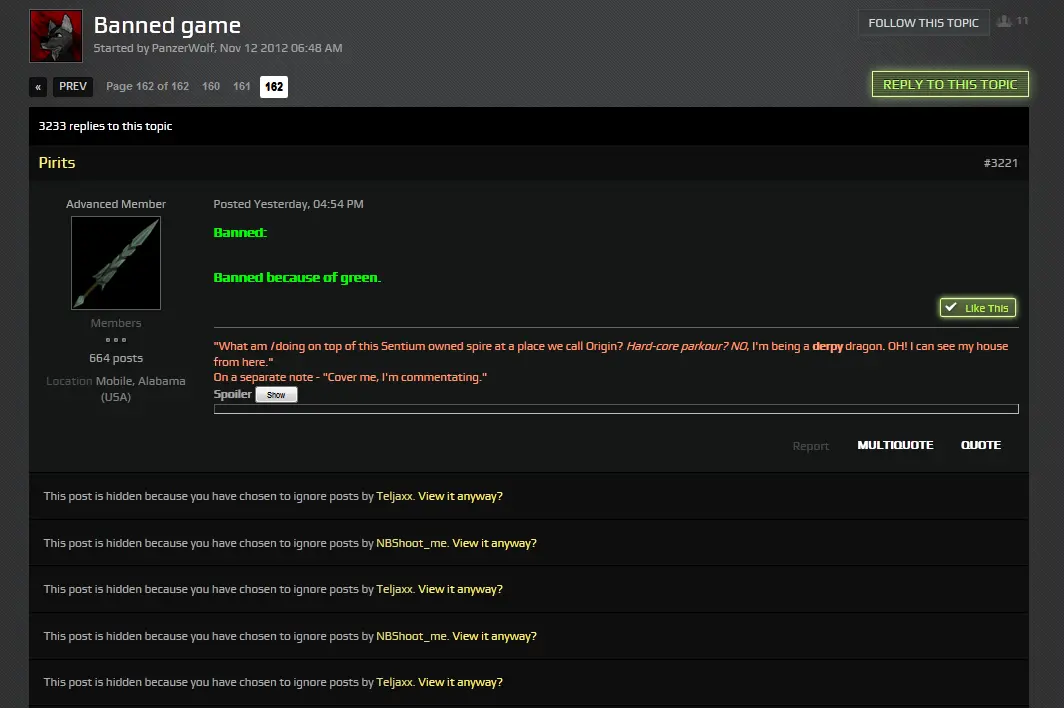 Banned game
Started by PanzerWolf, Nov 12 2012 06:48 AM
FOLLOW THIS TOPIC
11
« PREV Page 162 of 162 160 161 162
REPLY TO THIS TOPIC
3233 replies to this topic
Pirits
#3221
Advanced Member
Members
664 posts
Location Mobile, Alabama
(USA)
Posted Yesterday, 04:54 PM
Banned:
Banned because of green.
Like This
"What am I doing on top of this Sentium owned spire at a place we call Origin? Hard-core parkour? NO, I'm being a derpy dragon. OH! I can see my house
from here."
On a separate note - "Cover me, I'm commentating."
Spoiler Show
Report MULTIQUOTE QUOTE
This post is hidden because you have chosen to ignore posts by Teljaxx. View it anyway?
This post is hidden because you have chosen to ignore posts by NBShoot_me. View it anyway?
This post is hidden because you have chosen to ignore posts by Teljaxx. View it anyway?
This post is hidden because you have chosen to ignore posts by NBShoot_me. View it anyway?
This post is hidden because you have chosen to ignore posts by Teljaxx. View it anyway?